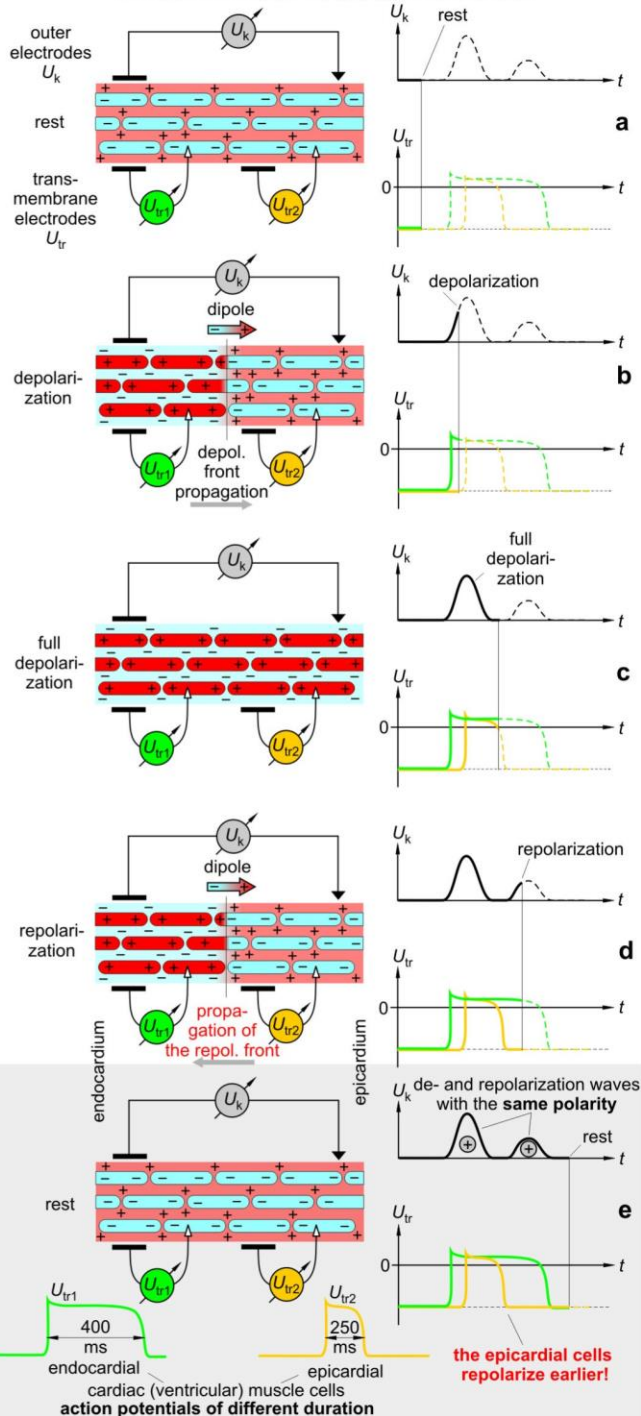 outer
electrodes
Uk
Uk
rest
Utr1
Utr2
trans-
membrane
electrodes
Utr
Uk
rest
t
a
Utr
0
t
Uk
dipole
depolari-
zation
Utr1
Utr2
depol.
front
propagation
Uk
depolarization
t
b
Utr
0
t
Uk
full
depolari-
zation
Utr1
Utr2
Uk
full
depolari-
zation
t
c
Utr
0
t
Uk
dipole
repolari-
zation
Utr1
Utr2
propa-
gation of
the repol. front
endocardium
epicardium
Uk
repolarization
t
d
Utr
0
t
Uk
rest
Utr1
Utr2
Uk
de- and repolarization waves
with the same polarity
rest
t
e
Utr
0
t
Utr1
400
ms
endocardial
Utr2
250
ms
epicardial
cardiac (ventricular) muscle cells
action potentials of different duration
the epicardial cells
repolarize earlier!